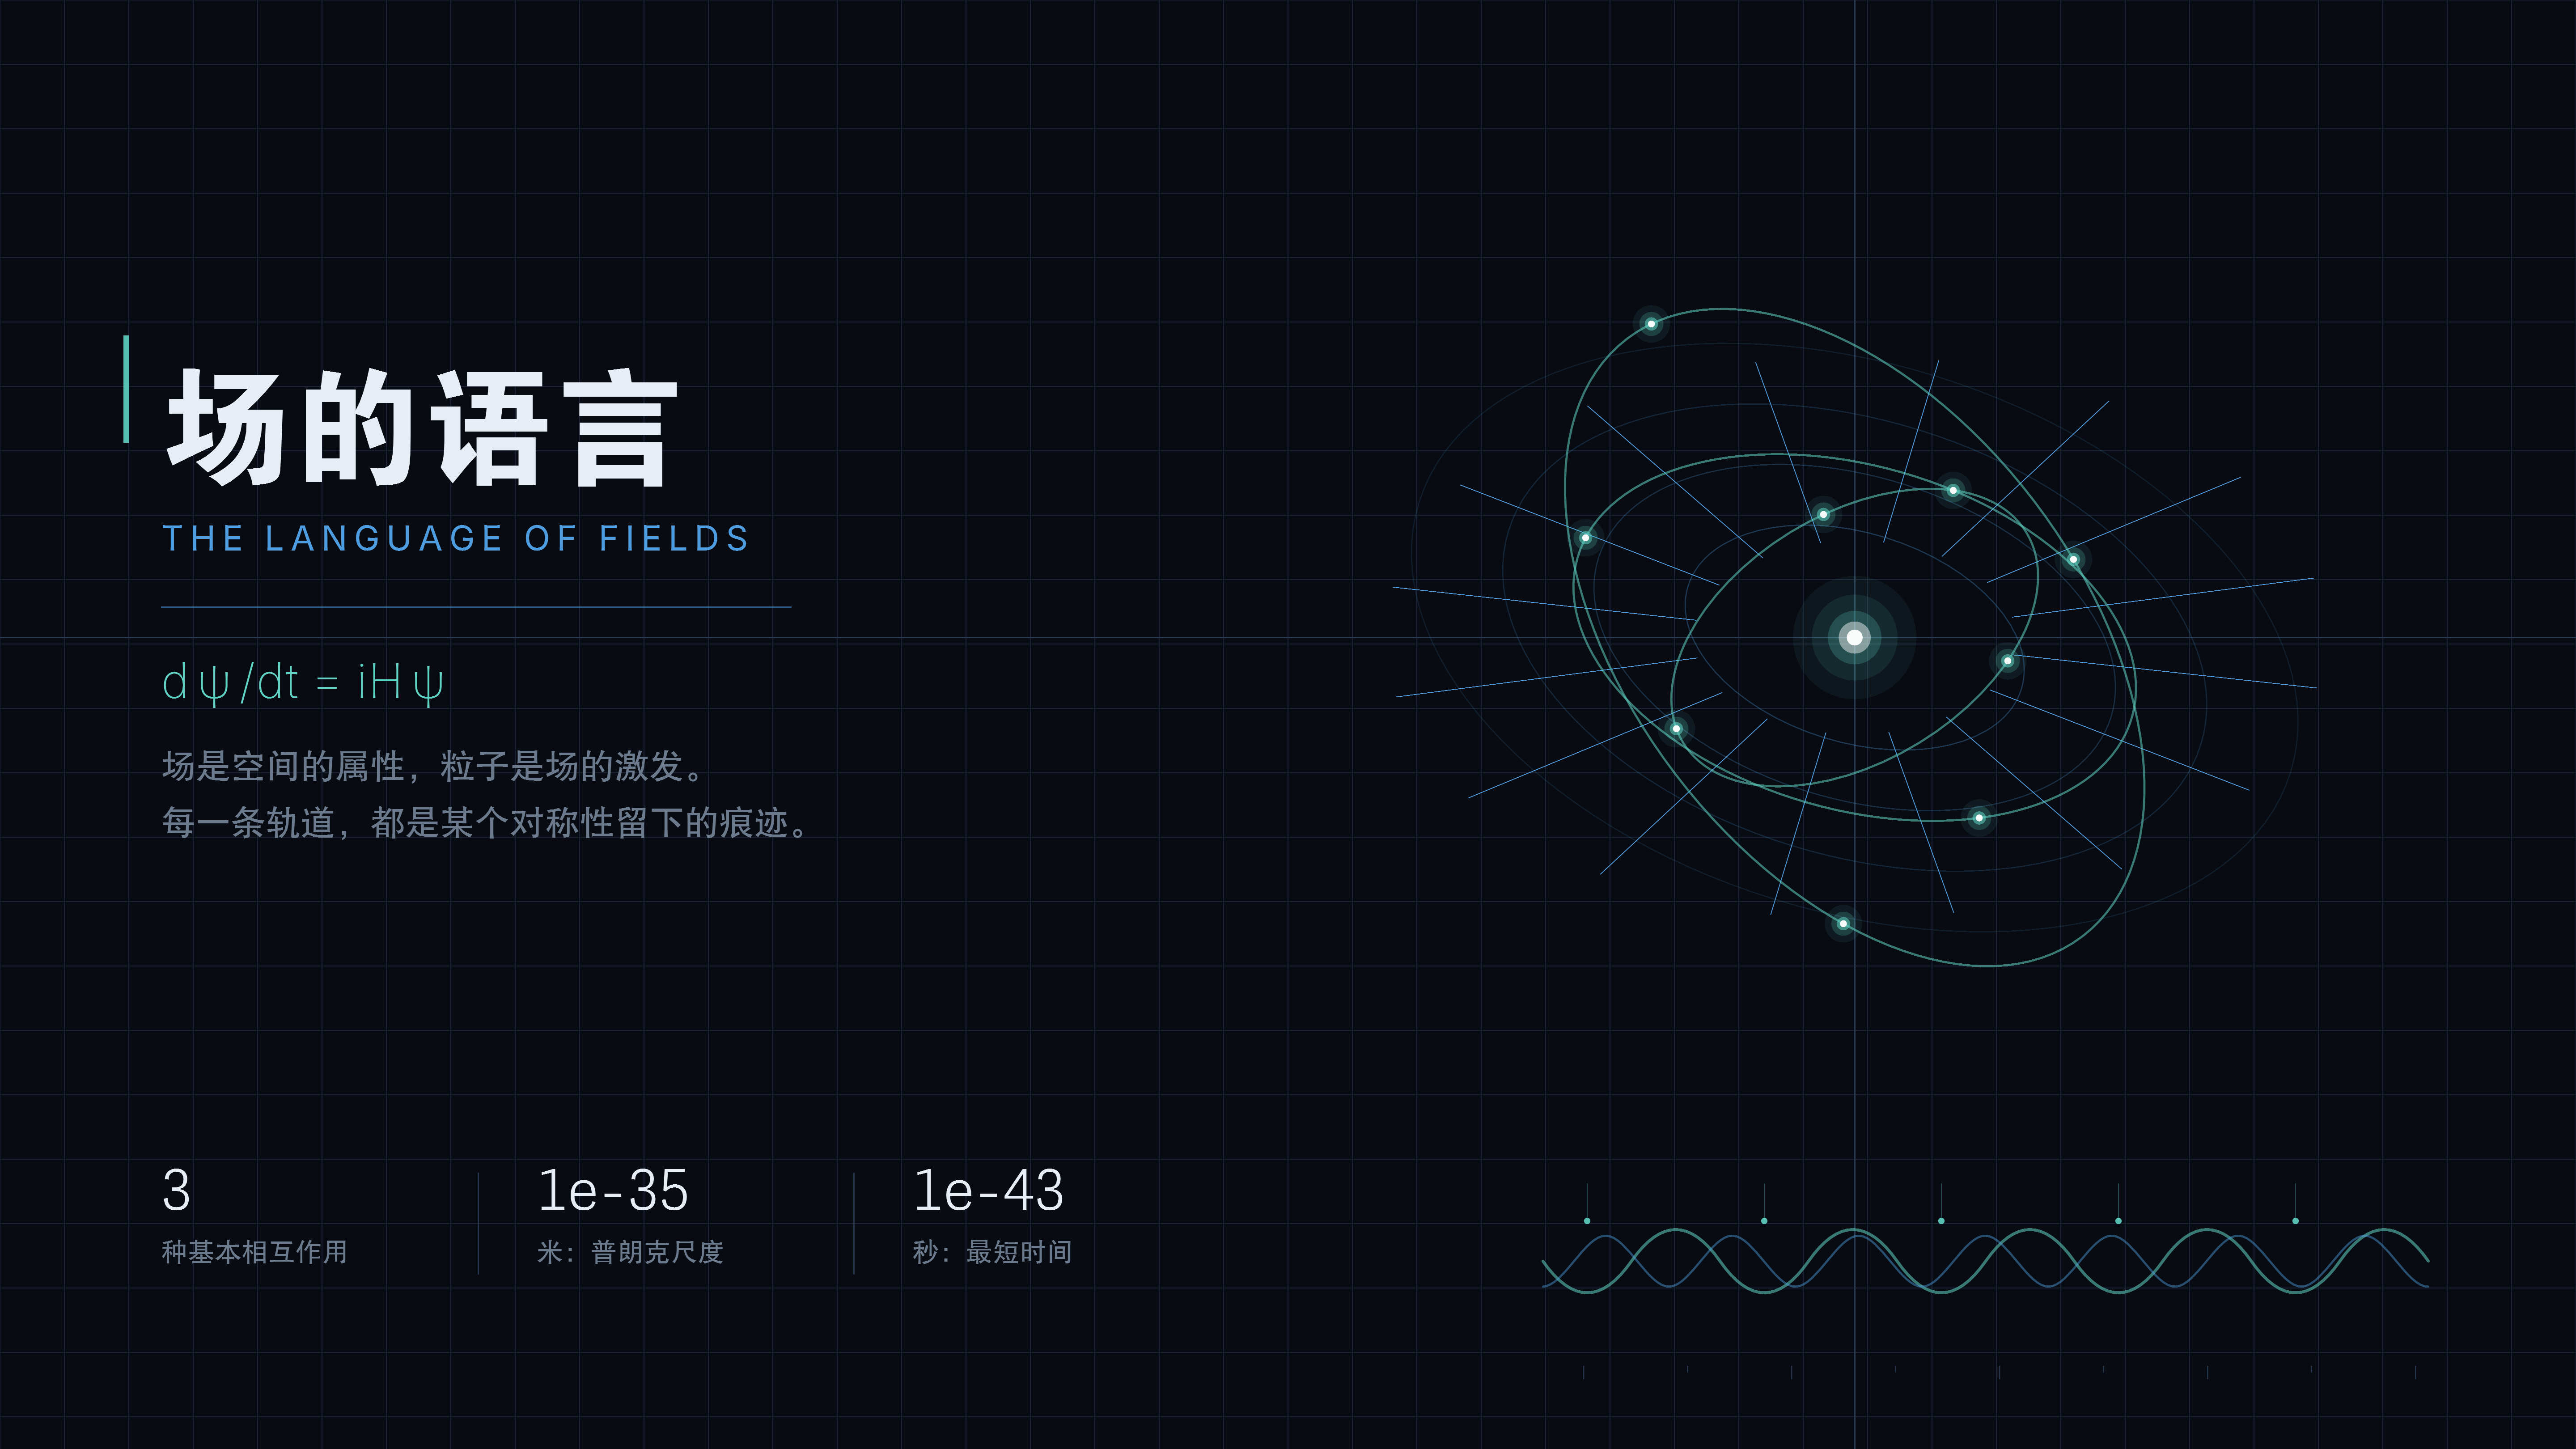 场的语言
THE LANGUAGE OF FIELDS
dψ/dt = iHψ
场是空间的属性，粒子是场的激发。
每一条轨道，都是某个对称性留下的痕迹。
3
种基本相互作用
1e-35
米：普朗克尺度
1e-43
秒：最短时间